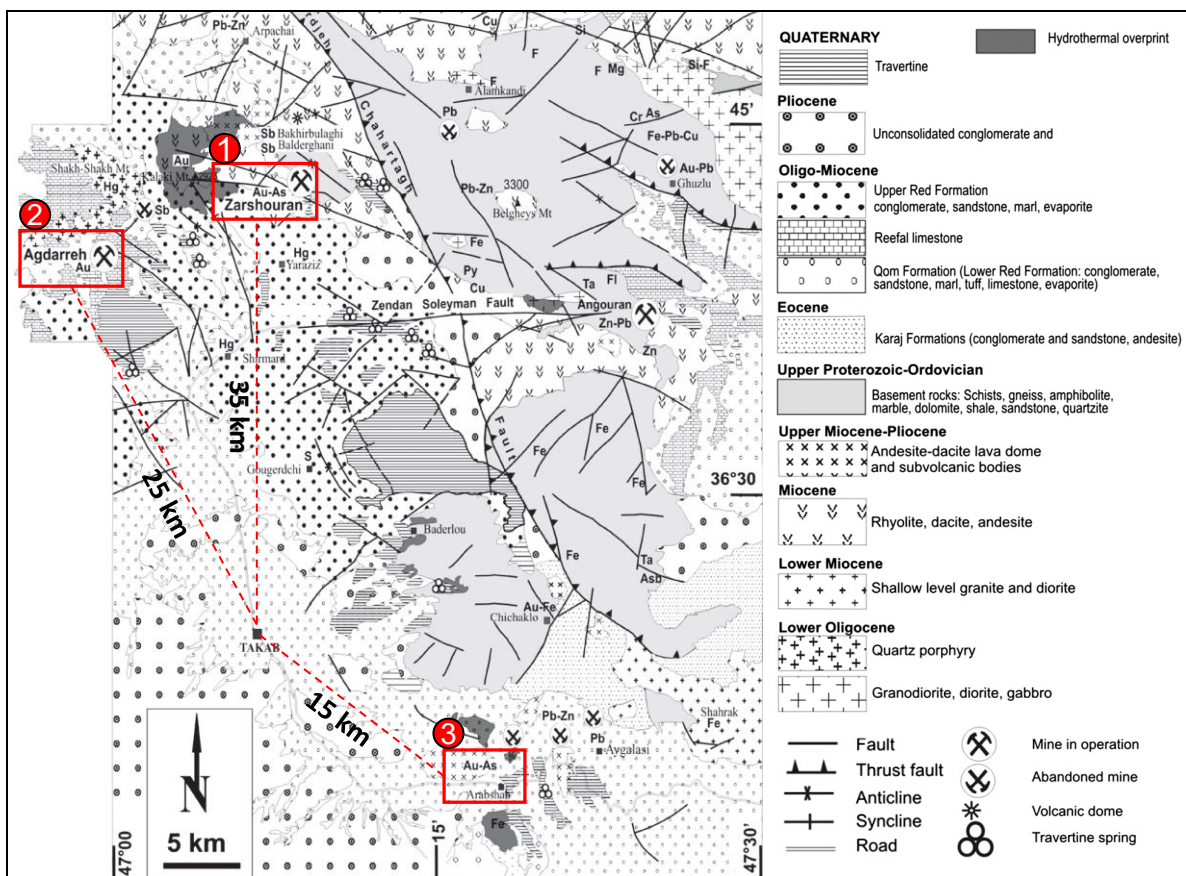 Pb-Zn
Arpachai
rdjeh
Cu
Si
F
F
Mg
Si-F
F
Alamkandi
45'
Chahartagh
Pb
Cr
As
Fe-Pb-Cu
Sb
Bakhirbulaghi
Balderghani
Sb
1
Au
Shakh-Shakh Mt
Hg
Au-As
Zarshouran
Au-Pb
Ghuzlu
Pb-Zn
3300
Belgheys Mt
Sb
2
Agdarreh
Au
Hg
Yaraziz
Fe
Py
Cu
Ta
Fl
Angouran
Zn-Pb
Zendan Soleyman Fault
Zn
Hg
Shirmard
35 km
25 km
Fault
Fe
Fe
Fe
S
Gougerdchi
36°30
Baderlou
Fe
Ta
Asb
Au-Fe
Chichaklo
TAKAB
15 km
Shahrak
Fe
Pb-Zn
Pb
Aygalasi
3
Au-As
Arabshah
Fe
N
5 km
47°00
15'
47°30
QUATERNARY
Travertine
Hydrothermal overprint
Pliocene
Unconsolidated conglomerate and
Oligo-Miocene
Upper Red Formation
conglomerate, sandstone, marl, evaporite
Reefal limestone
Qom Formation (Lower Red Formation: conglomerate,
sandstone, marl, tuff, limestone, evaporite)
Eocene
Karaj Formations (conglomerate and sandstone, andesite)
Upper Proterozoic-Ordovician
Basement rocks: Schists, gneiss, amphibolite,
marble, dolomite, shale, sandstone, quartzite
Upper Miocene-Pliocene
Andesite-dacite lava dome
and subvolcanic bodies
Miocene
Rhyolite, dacite, andesite
Lower Miocene
Shallow level granite and diorite
Lower Oligocene
Quartz porphyry
Granodiorite, diorite, gabbro
Fault
Thrust fault
Anticline
Syncline
Road
Mine in operation
Abandoned mine
Volcanic dome
Travertine spring